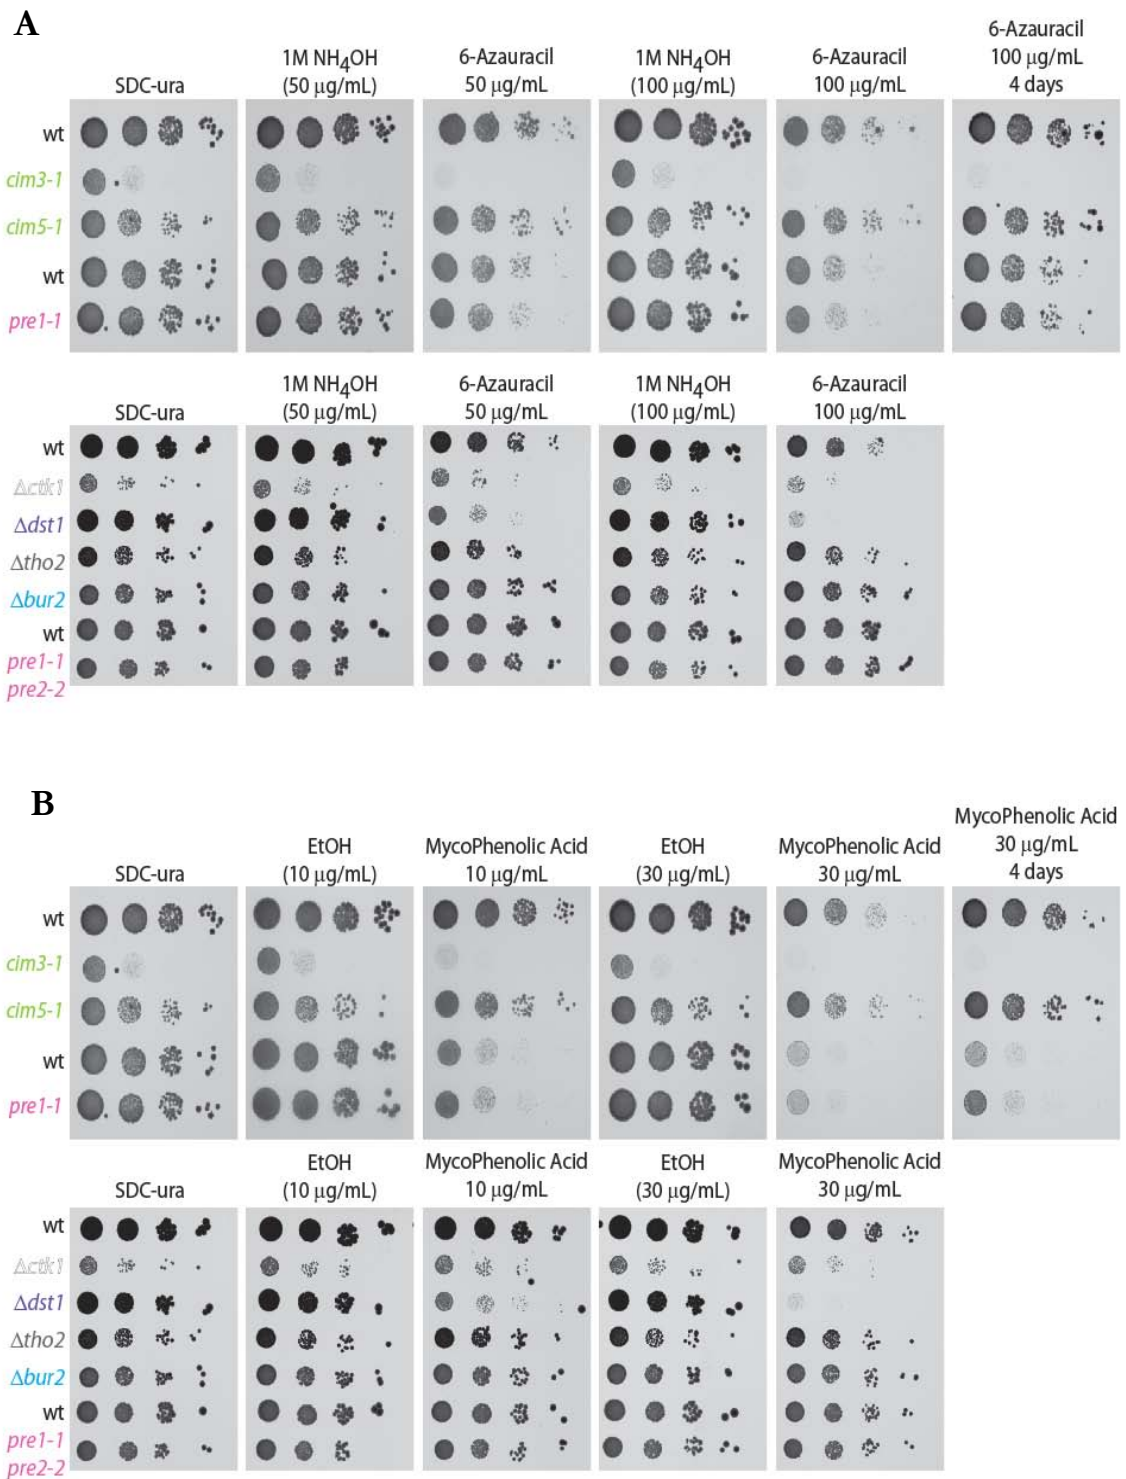 A
6-Azauracil
100 μg/mL
4 days
1M NH4OH
(50 μg/mL)
6-Azauracil
50 μg/mL
1M NH4OH
(100 μg/mL)
6-Azauracil
100 μg/mL
SDC-ura
wt
cim3-1
cim5-1
wt
pre1-1
SDC-ura
1M NH4OH
(50 μg/mL)
6-Azauracil
50 μg/mL
1M NH4OH
(100 μg/mL)
6-Azauracil
100 μg/mL
wt
Δctk1
Δdst1
Δtho2
Δbur2
wt
pre1-1
pre2-2
B
SDC-ura
EtOH
(10 μg/mL)
MycoPhenolic Acid
10 μg/mL
EtOH
(30 μg/mL)
MycoPhenolic Acid
30 μg/mL
MycoPhenolic Acid
30 μg/mL
4 days
wt
cim3-1
cim5-1
wt
pre1-1
SDC-ura
EtOH
(10 μg/mL)
MycoPhenolic Acid
10 μg/mL
EtOH
(30 μg/mL)
MycoPhenolic Acid
30 μg/mL
wt
Δctk1
Δdst1
Δtho2
Δbur2
wt
pre1-1
pre2-2